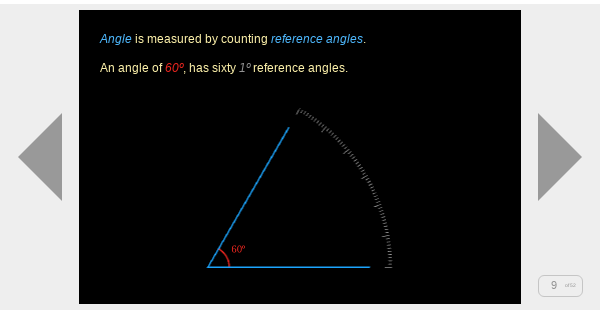 Angle is measured by counting reference angles.
An angle of 60º, has sixty 1º reference angles.
60º
9 of 52